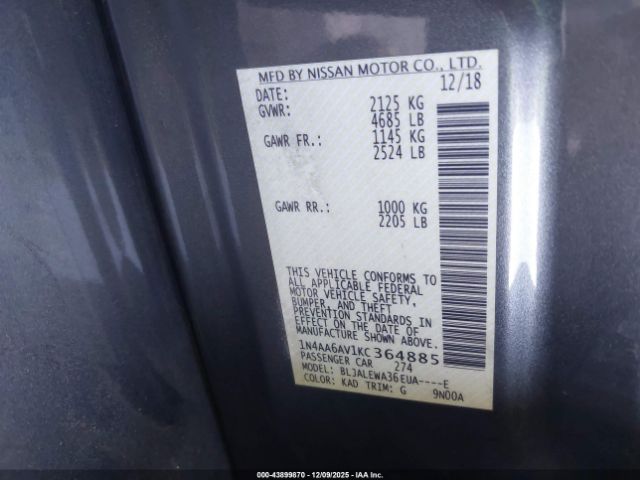 MFD BY NISSAN MOTOR CO., LTD.
DATE: 12/18
GVWR: 2125 KG
4685 LB
GAWR FR.: 1145 KG
2524 LB
GAWR RR.: 1000 KG
2205 LB
THIS VEHICLE CONFORMS TO
ALL APPLICABLE FEDERAL
MOTOR VEHICLE SAFETY,
BUMPER, AND THEFT
PREVENTION STANDARDS IN
EFFECT ON THE DATE OF
MANUFACTURE SHOWN ABOVE.
1N4AA6AV1KC364885
PASSENGER CAR 274
MODEL: BLJALEWA36EUA----E
COLOR: KAD TRIM: G 9N00A
000-43899870 • 12/09/2025 • IAA Inc.